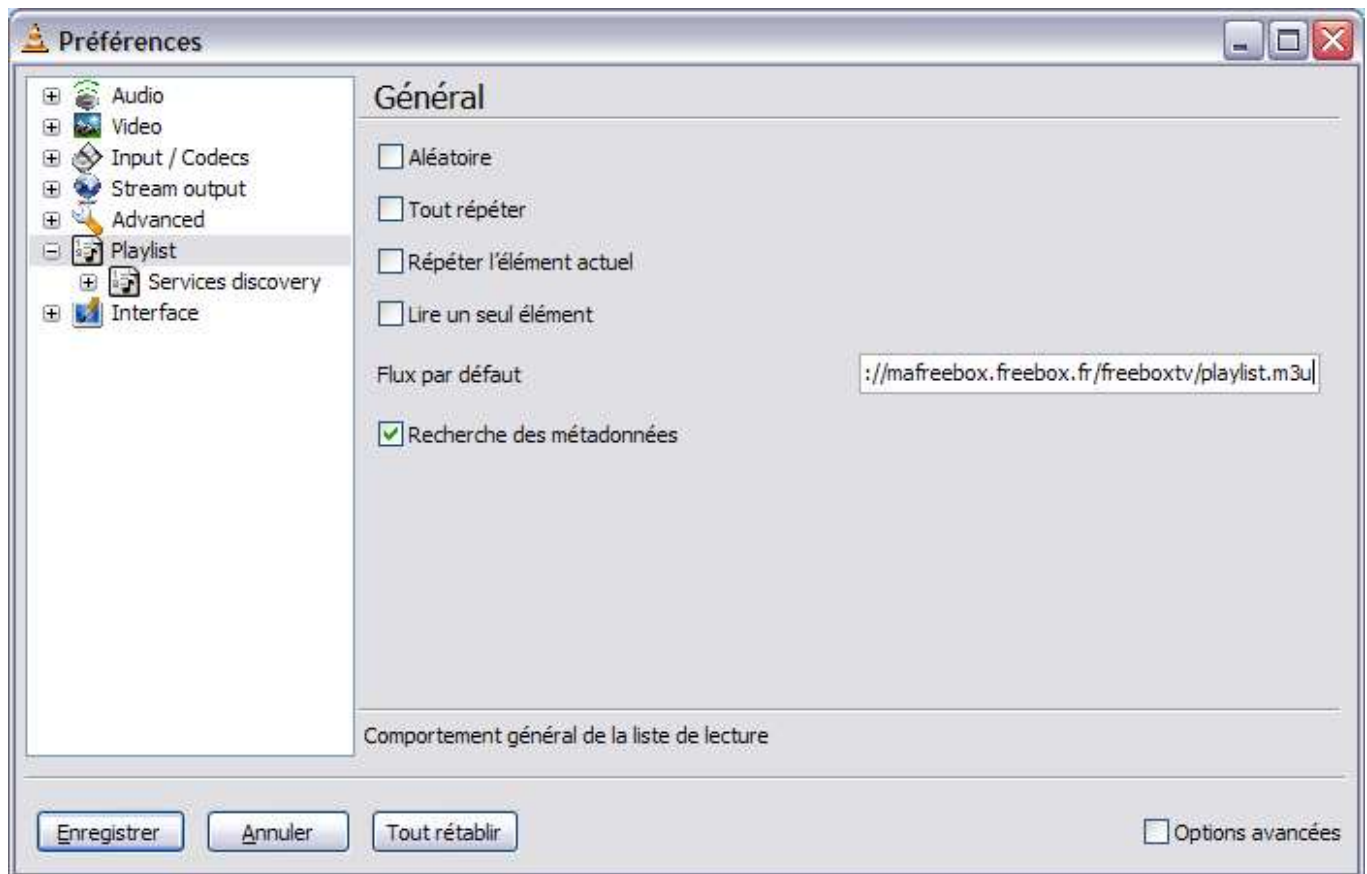 Préférences
Audio
Video
Input / Codecs
Stream output
Advanced
Playlist
Services discovery
Interface
Général
Aléatoire
Tout répéter
Répéter l'élément actuel
Lire un seul élément
Flux par défaut
://mafreebox.freebox.fr/freeboxtv/playlist.m3u
Recherche des métadonnées
Comportement général de la liste de lecture
Enregistrer
Annuler
Tout rétablir
Options avancées